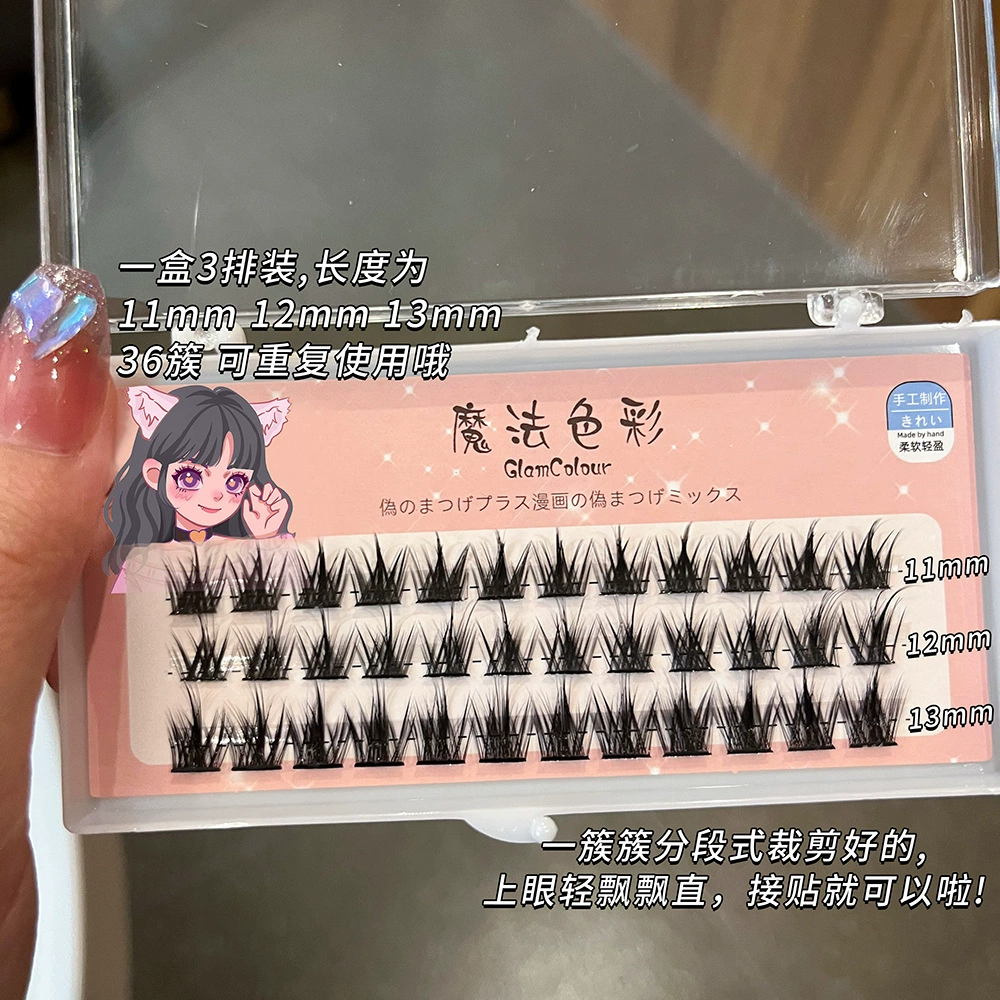 一盒3排装,长度为
11mm 12mm 13mm
36簇 可重复使用哦
魔法色彩
GlamColour
偽のまつげプラス漫画の偽まつげミックス
手工制作
きれい
Made by hand
柔软轻盈
11mm
12mm
13mm
一簇簇分段式裁剪好的,
上眼轻飘飘直，接贴就可以啦!